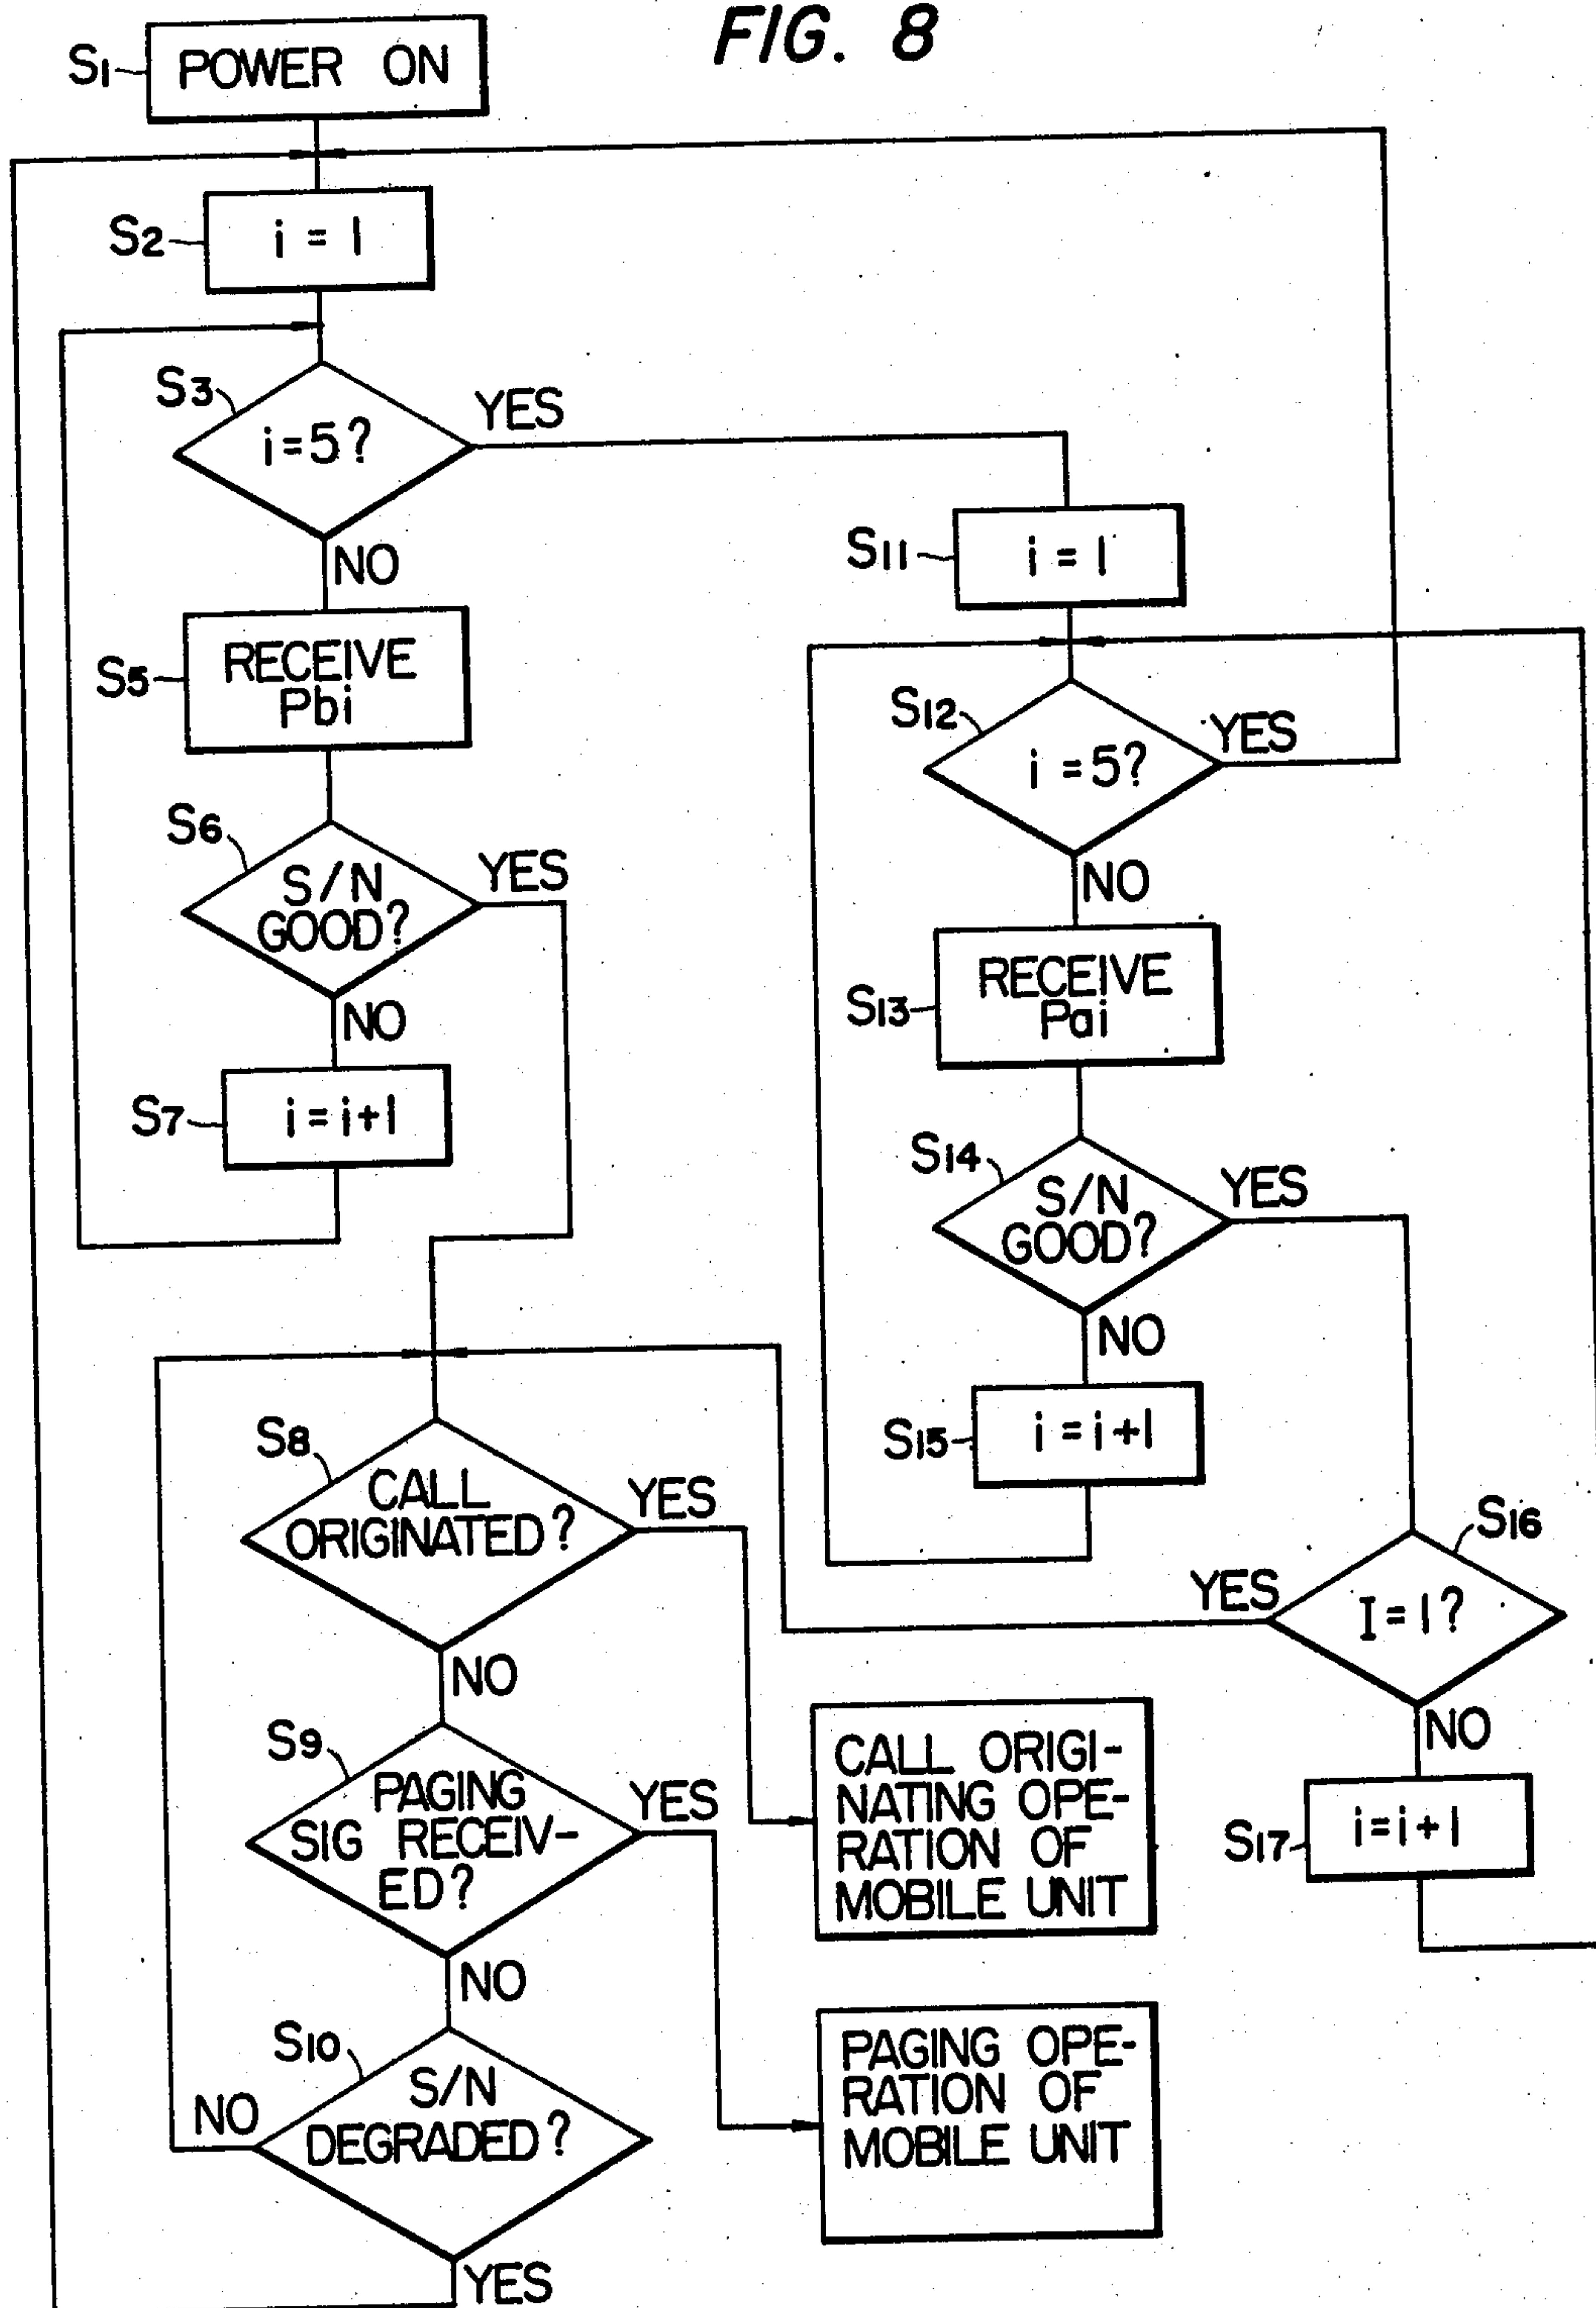 FIG. 8
S1
POWER ON
S2
i = 1
S3
i=5?
YES
NO
S5
RECEIVE
Pbi
S6
S/N
GOOD?
YES
NO
S7
i=i+1
S11
i = 1
S12
i =5?
YES
NO
S13
RECEIVE
Pai
S14
S/N
GOOD?
YES
NO
S15
i =i+1
S16
I=1?
YES
NO
S17
i=i+1
S8
CALL
ORIGINATED?
YES
NO
CALL ORIGI-
NATING OPE-
RATION OF
MOBILE UNIT
S9
PAGING
SIG RECEIV-
ED?
YES
NO
PAGING OPE-
RATION OF
MOBILE UNIT
S10
S/N
DEGRADED?
NO
YES